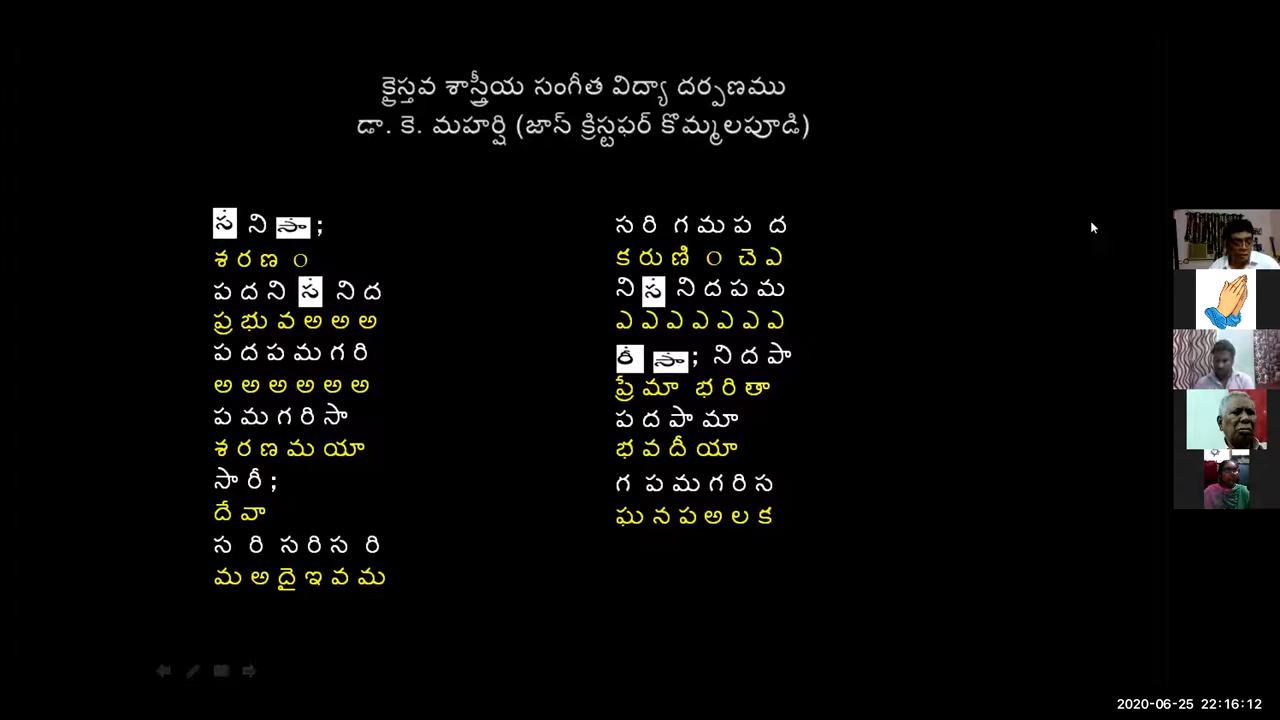 క్రైస్తవ శాస్త్రీయ సంగీత విద్యా దర్పణము
డా. కె. మహర్షి (జాస్ క్రిస్టఫర్ కొమ్మలపూడి)
స̇ ని సా̇ ;
శ ర ణ ం
ప ద ని స̇ ని ద
ప్ర భు వ అ అ అ
ప ద ప మ గ రి
అ అ అ అ అ అ
ప మ గ రి సా
శ ర ణ మ యా
సా రీ ;
దే వా
స రి స రి స రి
మ అ దై ఇ వ మ
స రి గ మ ప ద
క రు ణి ం చె ఎ
ని స̇ ని ద ప మ
ఎ ఎ ఎ ఎ ఎ ఎ ఎ
రీ̇ సా̇ ; ని ద పా
ప్రే మా భ రి తా
ప ద పా మా
భ వ దీ యా
గ ప మ గ రి స
ఘ న ప అ ల క
2020-06-25 22:16:12